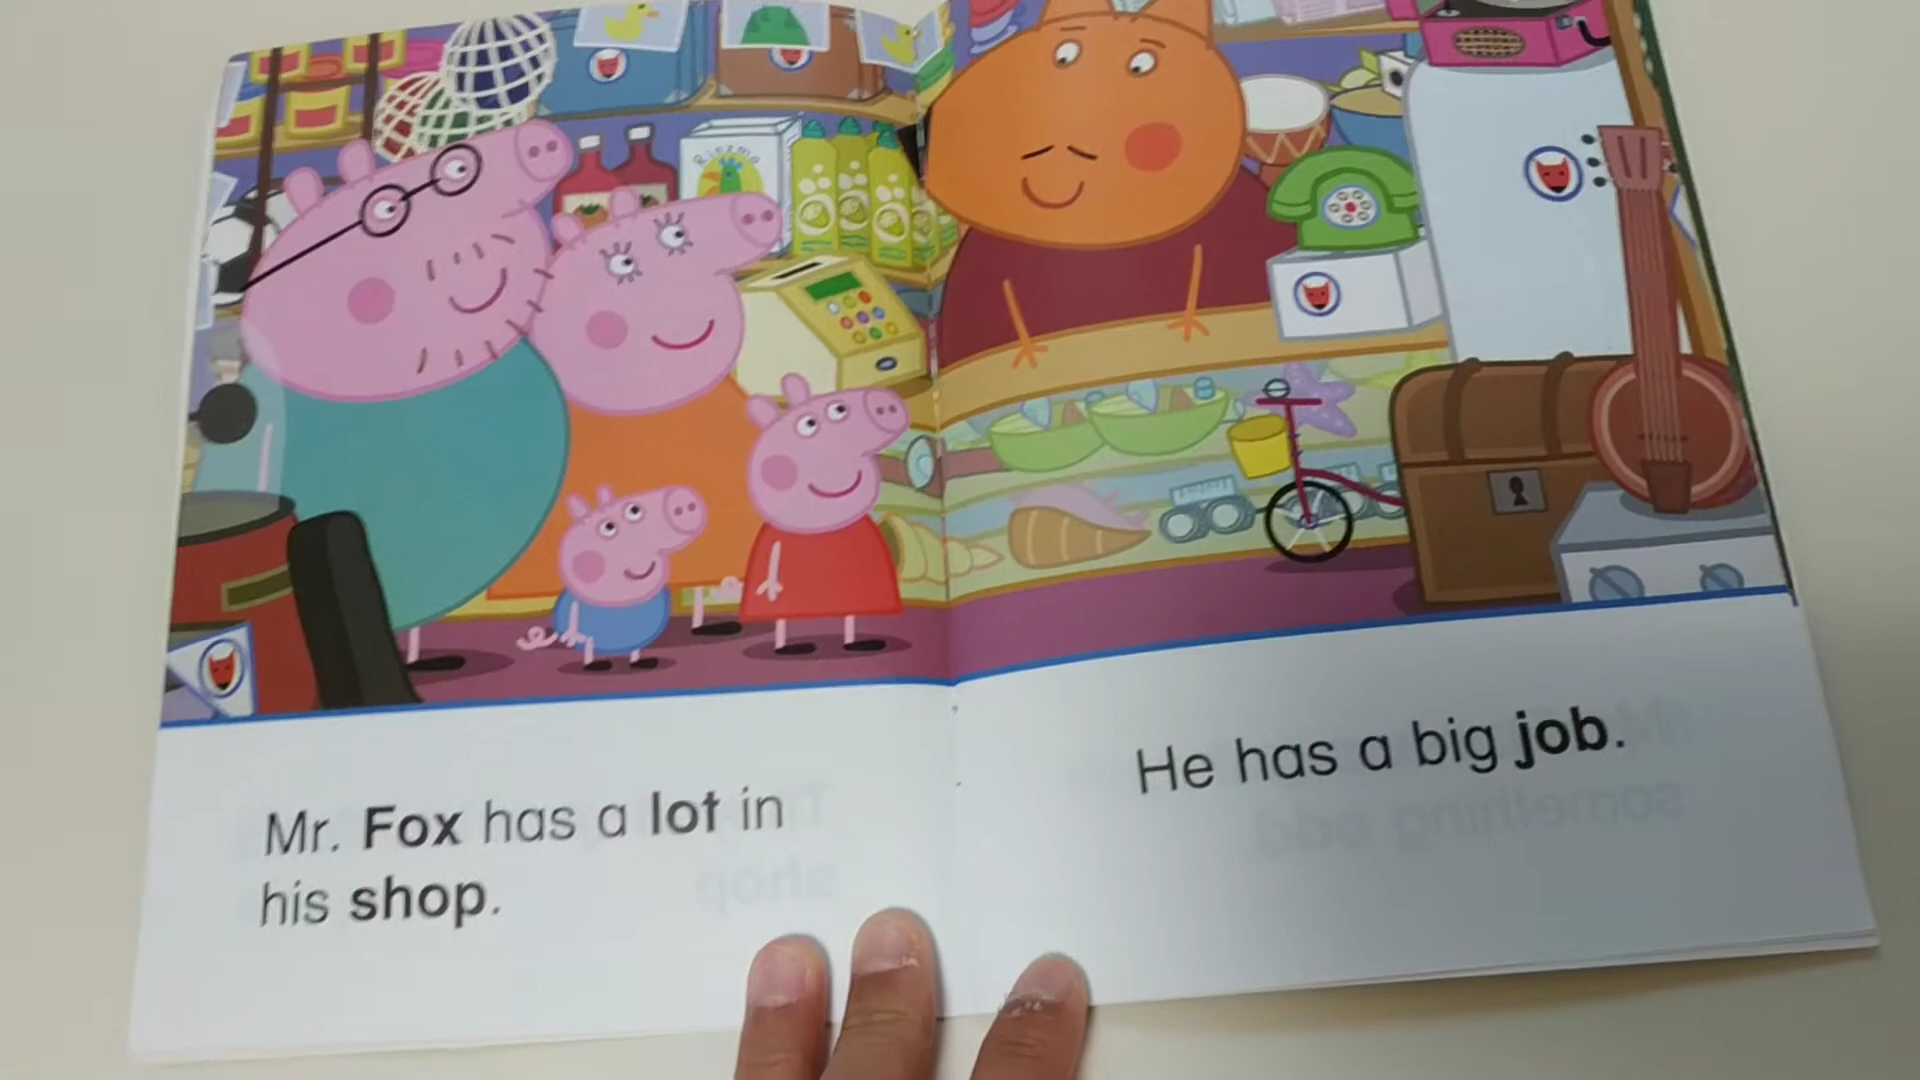 Mr. Fox has a lot in
his shop.
He has a big job.